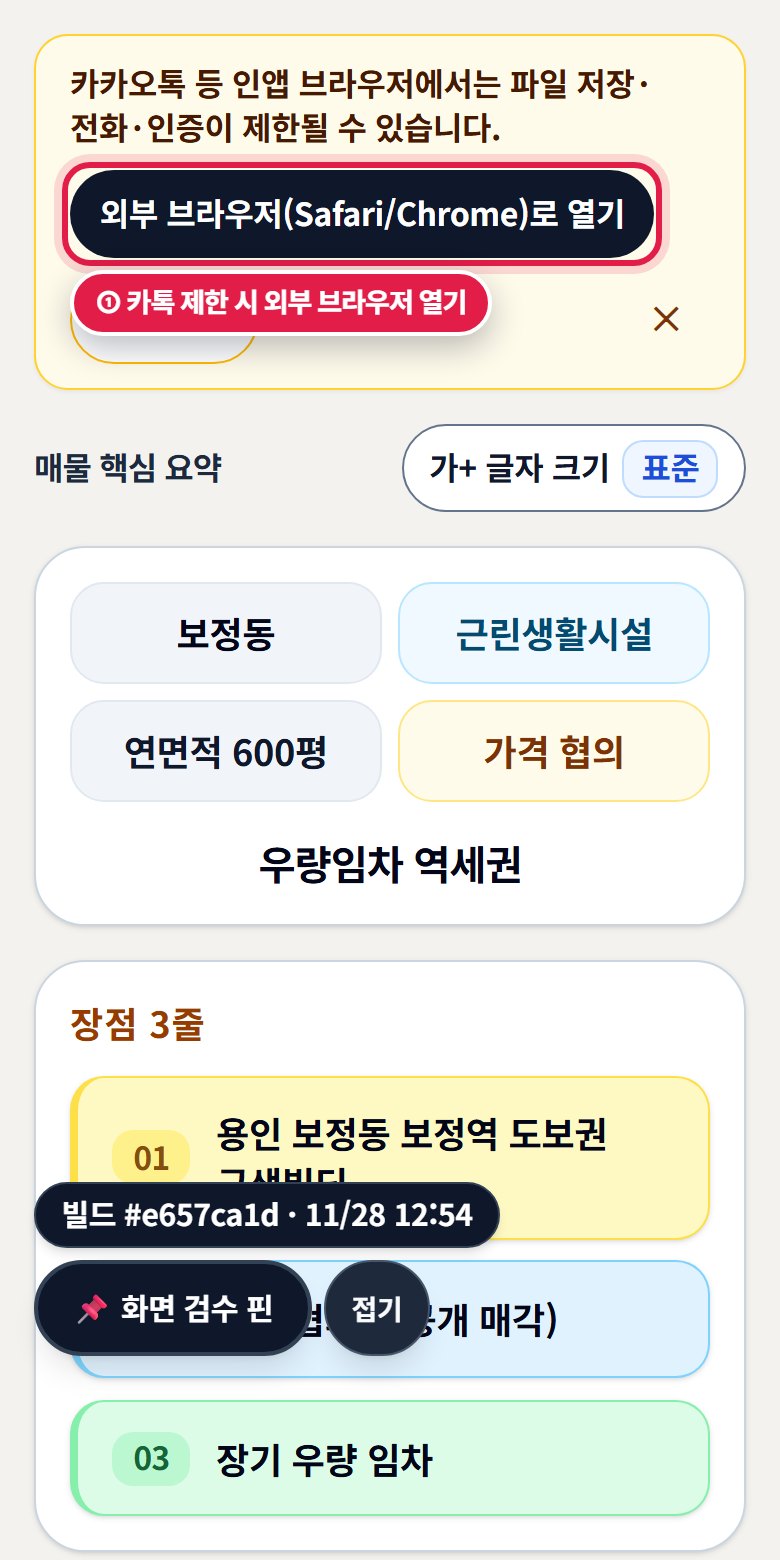 카카오톡 등 인앱 브라우저에서는 파일 저장·
전화·인증이 제한될 수 있습니다.
외부 브라우저(Safari/Chrome)로 열기
① 카톡 제한 시 외부 브라우저 열기
×
매물 핵심 요약
가+ 글자 크기 표준
보정동
근린생활시설
연면적 600평
가격 협의
우량임차 역세권
장점 3줄
01
용인 보정동 보정역 도보권
빌드 #e657ca1d · 11/28 12:54
📌 화면 검수 핀
접기
매각)
03
장기 우량 임차